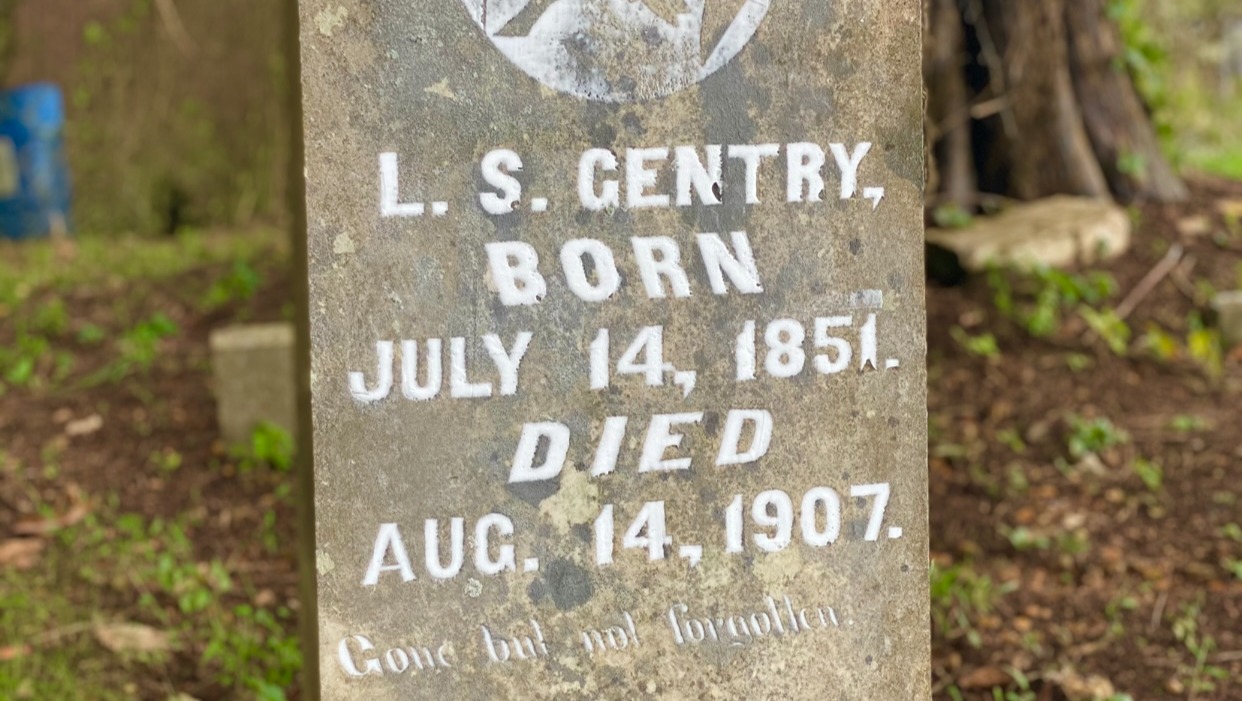 L. S. GENTRY,
BORN
JULY 14, 1851.
DIED
AUG. 14, 1907.
Gone but not forgotten.